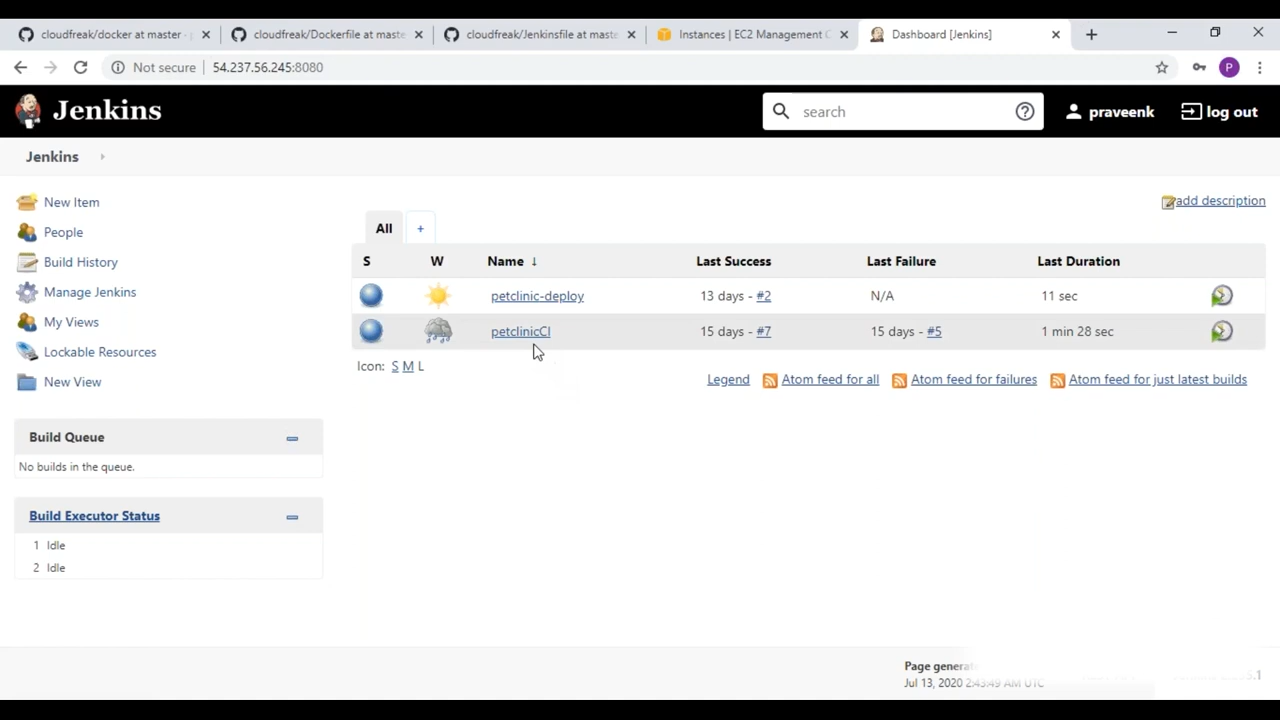 cloudfreak/docker at master -
cloudfreak/Dockerfile at maste
cloudfreak/Jenkinsfile at maste
Instances | EC2 Management C
Dashboard [Jenkins]
Not secure
54.237.56.245:8080
P
Jenkins
search
praveenk
log out
Jenkins
New Item
People
Build History
Manage Jenkins
My Views
Lockable Resources
New View
add description
All
+
S W Name ↓ Last Success Last Failure Last Duration
petclinic-deploy 13 days - #2 N/A 11 sec
petclinicCI 15 days - #7 15 days - #5 1 min 28 sec
Icon: S M L
Legend Atom feed for all Atom feed for failures Atom feed for just latest builds
Build Queue
No builds in the queue.
Build Executor Status
1 Idle
2 Idle
Page genera
Jul 13, 2020 2:43:49 AM UTC